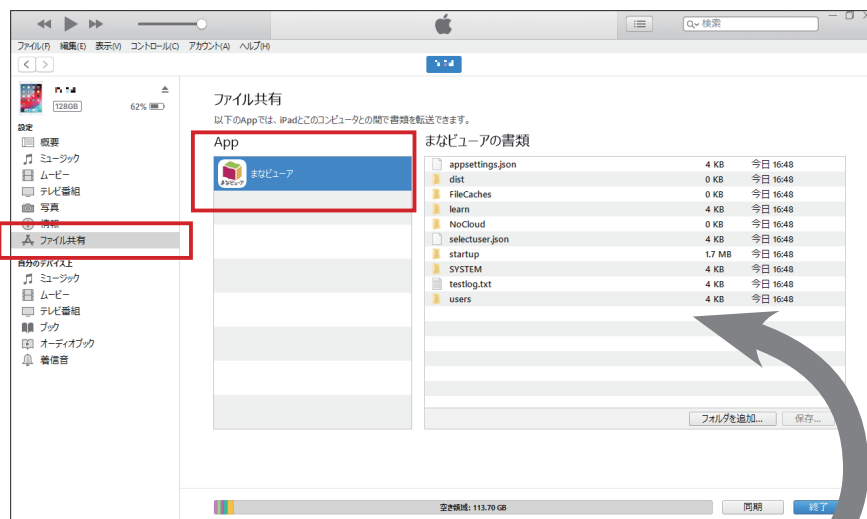 検索
ファイル(F) 編集(E) 表示(V) コントロール(C) アカウント(A) ヘルプ(H)
128GB 62%
設定
概要
ミュージック
ムービー
テレビ番組
写真
情報
ファイル共有
自分のデバイス上
ミュージック
ムービー
テレビ番組
ブック
オーディオブック
着信音
ファイル共有
以下のAppでは、iPadとこのコンピュータとの間で書類を転送できます。
App
まなビューア
まなビューア
まなビューアの書類
appsettings.json 4 KB 今日 16:48
dist 0 KB 今日 16:48
FileCaches 0 KB 今日 16:48
learn 4 KB 今日 16:48
NoCloud 0 KB 今日 16:48
selectuser.json 4 KB 今日 16:48
startup 1.7 MB 今日 16:48
SYSTEM 4 KB 今日 16:48
testlog.txt 4 KB 今日 16:48
users 4 KB 今日 16:48
フォルダを追加... 保存...
空き領域: 113.70 GB 同期 終了